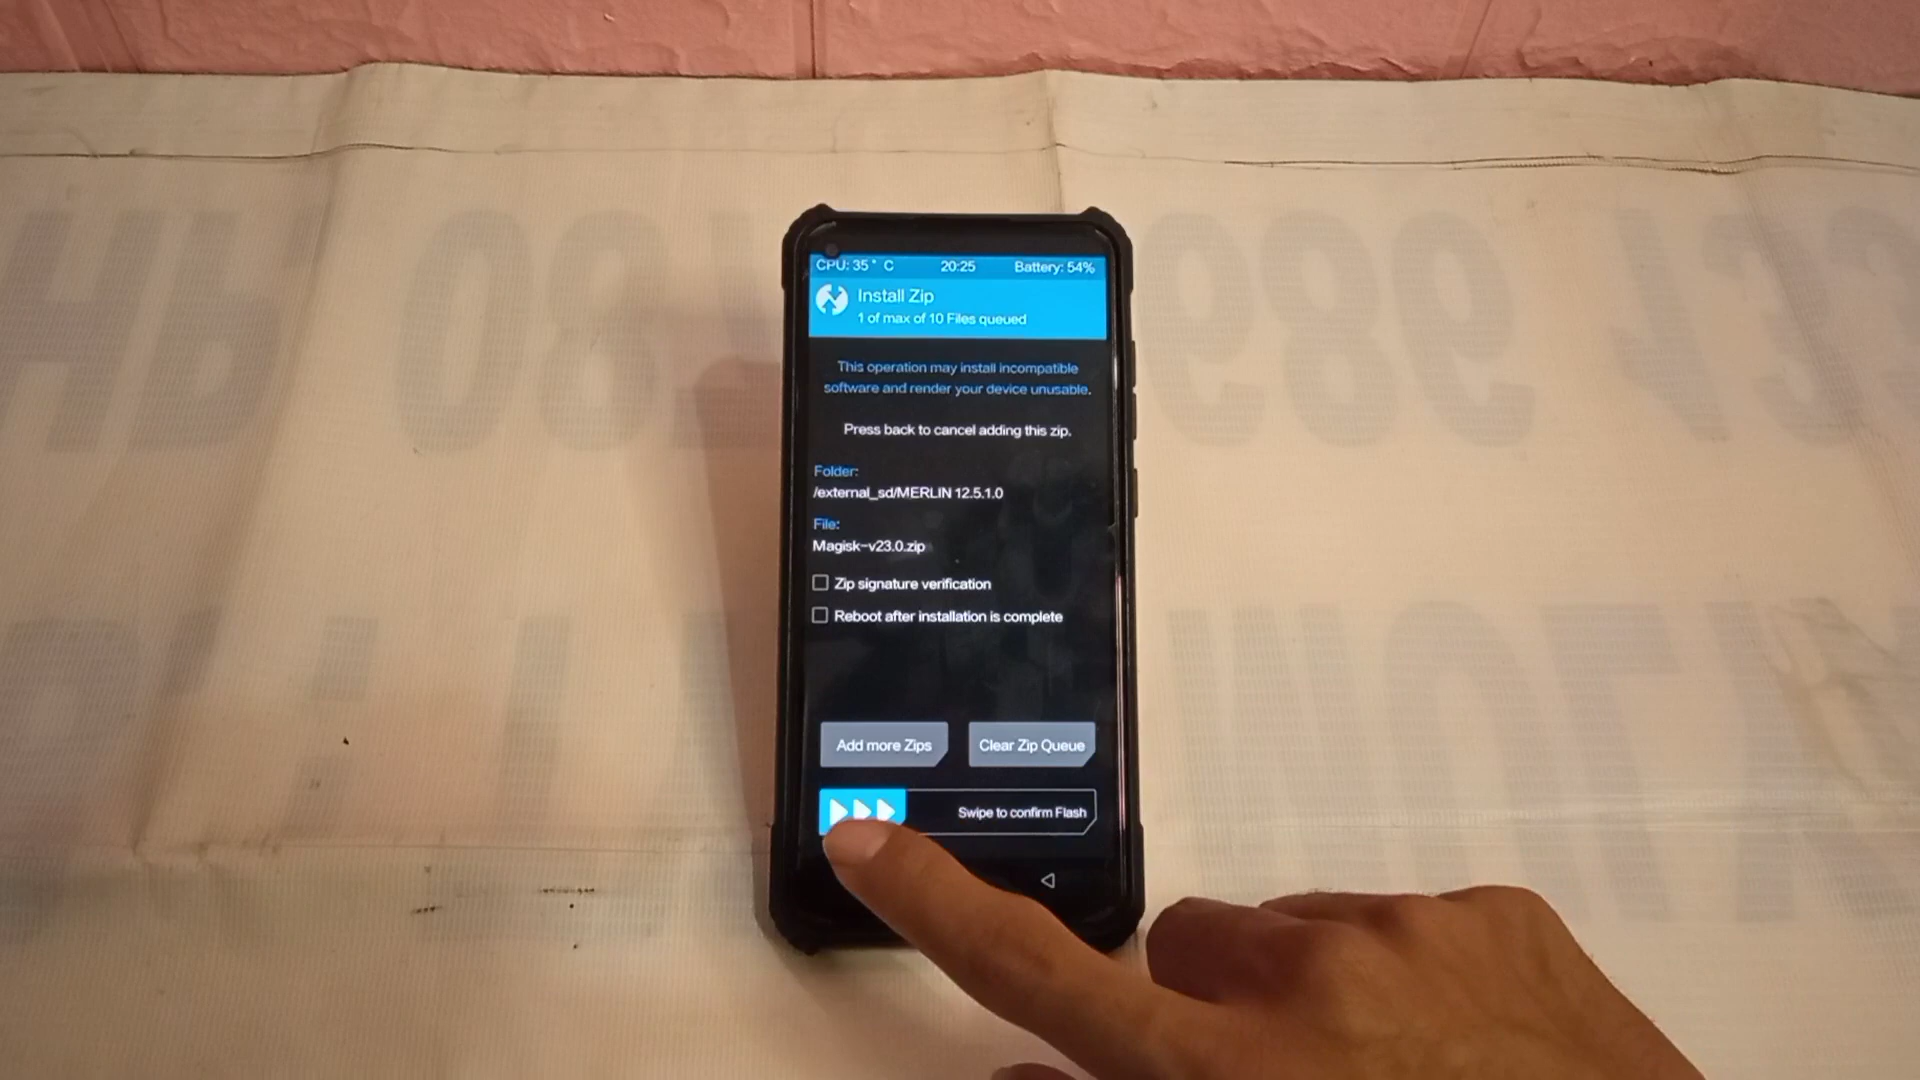 CPU: 35° C 20:25 Battery: 54%
Install Zip
1 of max of 10 Files queued
This operation may install incompatible
software and render your device unusable.
Press back to cancel adding this zip.
Folder:
/external_sd/MERLIN 12.5.1.0
File:
Magisk-v23.0.zip
Zip signature verification
Reboot after installation is complete
Add more Zips Clear Zip Queue
Swipe to confirm Flash